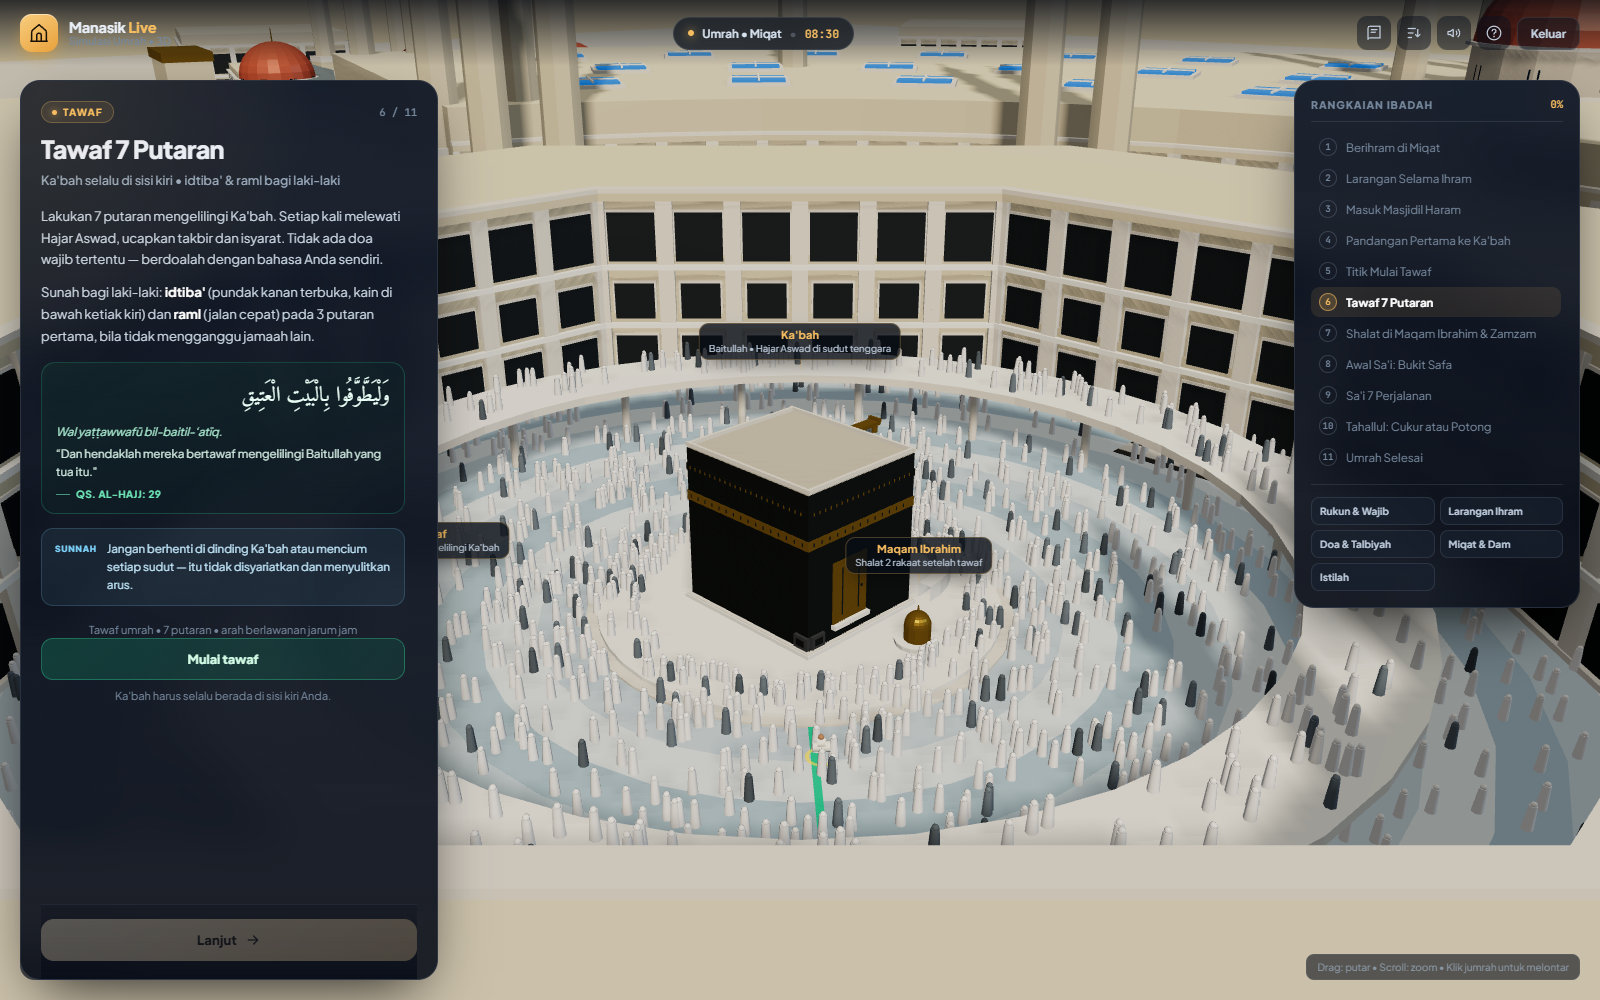 Manasik Live
Umrah • Miqat • 08:30
Keluar
TAWAF
6 / 11
Tawaf 7 Putaran
Ka'bah selalu di sisi kiri • idtiba' & raml bagi laki-laki
Lakukan 7 putaran mengelilingi Ka'bah. Setiap kali melewati
Hajar Aswad, ucapkan takbir dan isyarat. Tidak ada doa
wajib tertentu — berdoalah dengan bahasa Anda sendiri.
Sunah bagi laki-laki: idtiba' (pundak kanan terbuka, kain di
bawah ketiak kiri) dan raml (jalan cepat) pada 3 putaran
pertama, bila tidak mengganggu jamaah lain.
وَلْيَطَّوَّفُوا بِالْبَيْتِ الْعَتِيقِ
Wal yaṭṭawwafū bil-baitil-'atīq.
"Dan hendaklah mereka bertawaf mengelilingi Baitullah yang
tua itu."
— QS. AL-HAJJ: 29
SUNNAH Jangan berhenti di dinding Ka'bah atau mencium
setiap sudut — itu tidak disyariatkan dan menyulitkan
arus.
Tawaf umrah • 7 putaran • arah berlawanan jarum jam
Mulai tawaf
Ka'bah harus selalu berada di sisi kiri Anda.
Lanjut →
Ka'bah
Baitullah • Hajar Aswad di sudut tenggara
af
elilingi Ka'bah
Maqam Ibrahim
Shalat 2 rakaat setelah tawaf
RANGKAIAN IBADAH 0%
1 Berihram di Miqat
2 Larangan Selama Ihram
3 Masuk Masjidil Haram
4 Pandangan Pertama ke Ka'bah
5 Titik Mulai Tawaf
6 Tawaf 7 Putaran
7 Shalat di Maqam Ibrahim & Zamzam
8 Awal Sa'i: Bukit Safa
9 Sa'i 7 Perjalanan
10 Tahallul: Cukur atau Potong
11 Umrah Selesai
Rukun & Wajib
Larangan Ihram
Doa & Talbiyah
Miqat & Dam
Istilah
Drag: putar • Scroll: zoom • Klik jumrah untuk melontar